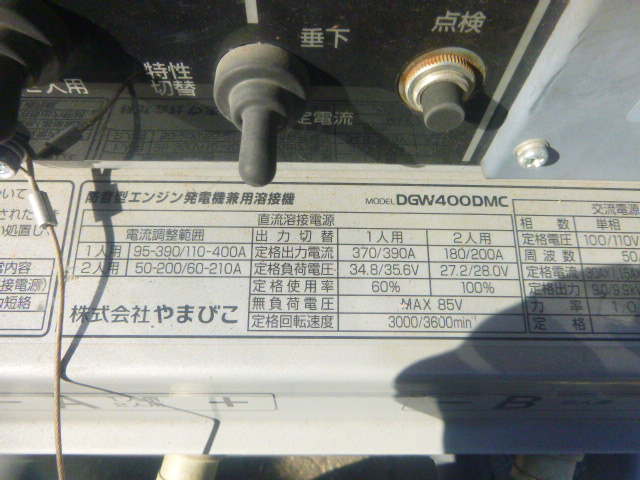 点検
垂下
特性
切替
2人用
定電流
防音型エンジン発電機兼用溶接機 MODEL DGW400DMC
直流溶接電源
電流調整範囲 出力切替 1人用 2人用
1人用 95-390/110-400A 定格出力電流 370/390A 180/200A
2人用 50-200/60-210A 定格負荷電圧 34.8/35.6V 27.2/28.0V
定格使用率 60% 100%
無負荷電圧 MAX 85V
定格回転速度 3000/3600min⁻¹
株式会社やまびこ
交流電源
相数 単相
定格電圧 100/110V
周波数 50
定格電流
定格出力
力率
定格
接電源)
力短絡
- A +
- B